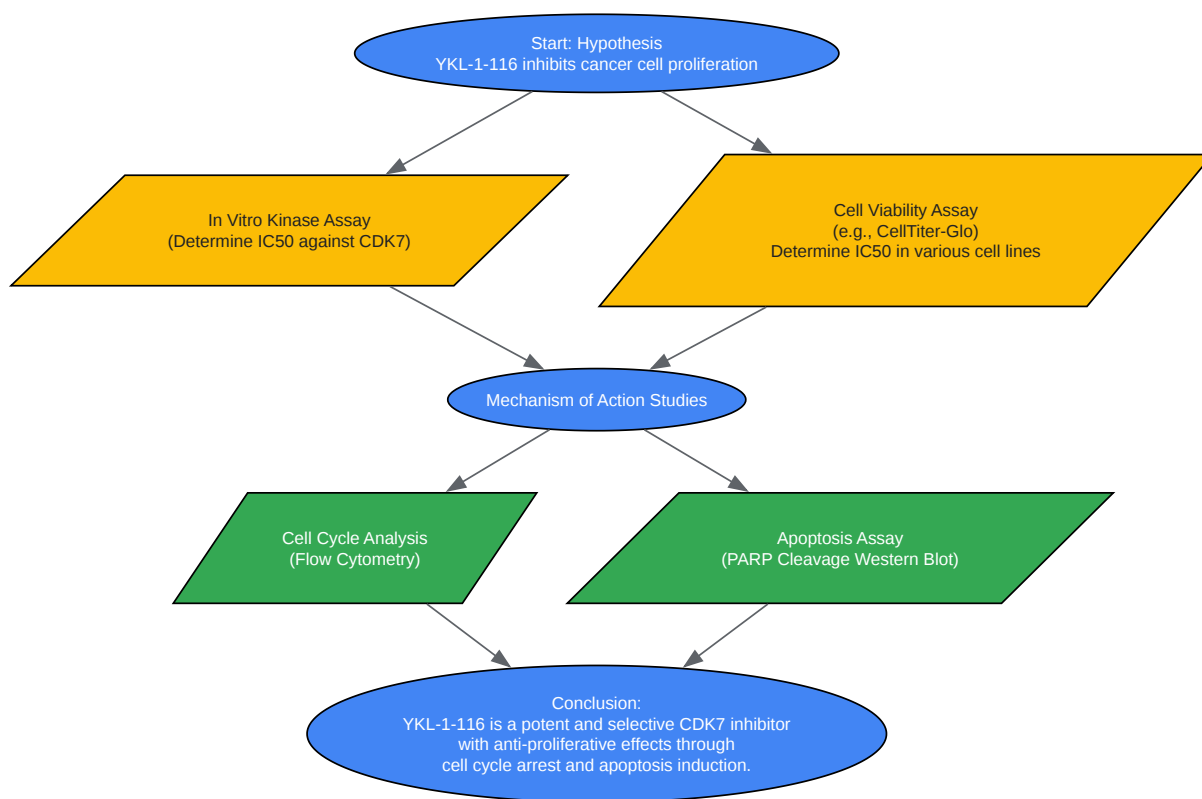 Start: Hypothesis
YKL-1-116 inhibits cancer cell proliferation
In Vitro Kinase Assay
(Determine IC50 against CDK7)
Cell Viability Assay
(e.g., CellTiter-Glo)
Determine IC50 in various cell lines
Mechanism of Action Studies
Cell Cycle Analysis
(Flow Cytometry)
Apoptosis Assay
(PARP Cleavage Western Blot)
Conclusion:
YKL-1-116 is a potent and selective CDK7 inhibitor
with anti-proliferative effects through
cell cycle arrest and apoptosis induction.